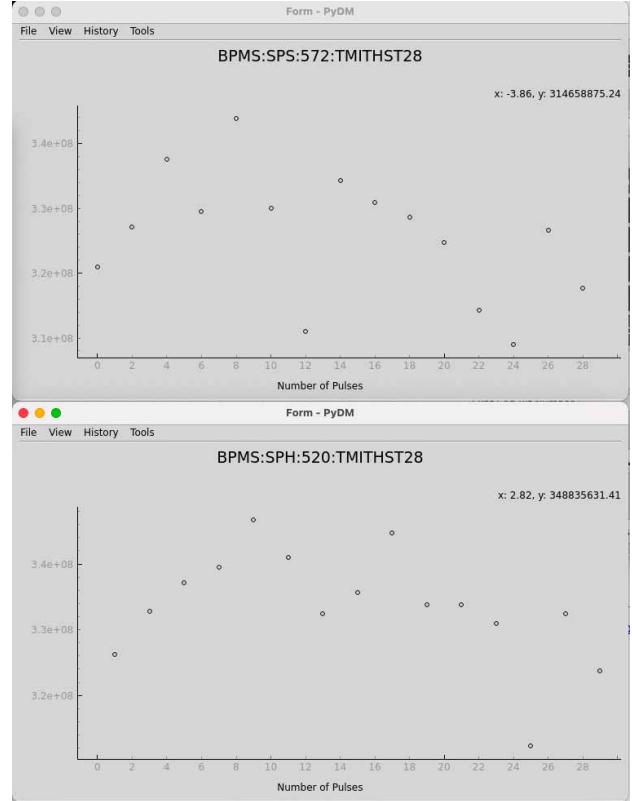 Form - PyDM
File View History Tools
BPMS:SPS:572:TMITHST28
x: -3.86, y: 314658875.24
3.4e+08
3.3e+08
3.2e+08
3.1e+08
0 2 4 6 8 10 12 14 16 18 20 22 24 26 28
Number of Pulses
Form - PyDM
File View History Tools
BPMS:SPH:520:TMITHST28
x: 2.82, y: 348835631.41
3.4e+08
3.3e+08
3.2e+08
0 2 4 6 8 10 12 14 16 18 20 22 24 26 28
Number of Pulses